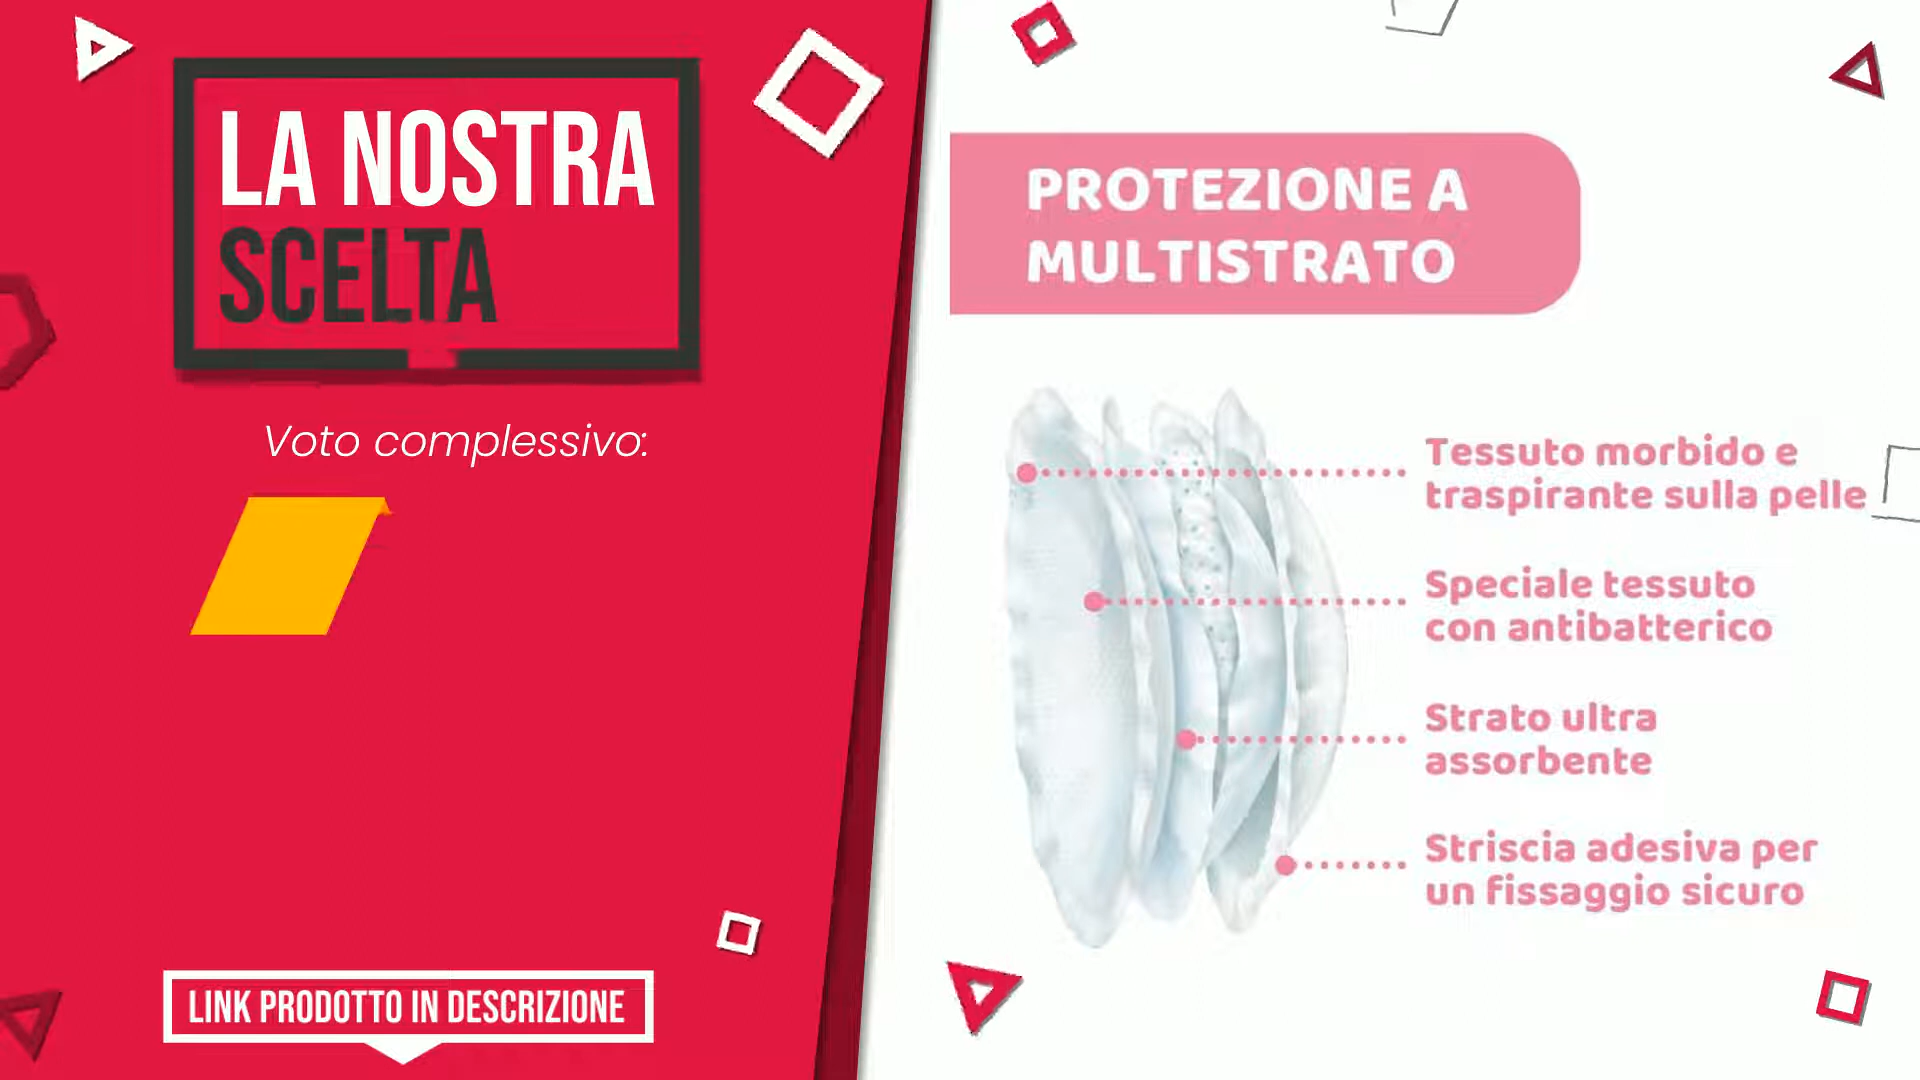 LA NOSTRA
SCELTA
Voto complessivo:
LINK PRODOTTO IN DESCRIZIONE
PROTEZIONE A
MULTISTRATO
Tessuto morbido e
traspirante sulla pelle
Speciale tessuto
con antibatterico
Strato ultra
assorbente
Striscia adesiva per
un fissaggio sicuro